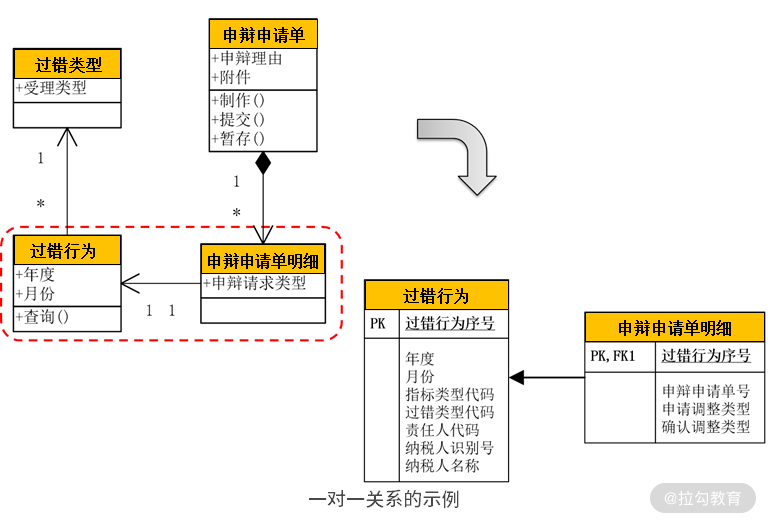 申辩申请单
+申辩理由
+附件
+制作()
+提交()
+暂存()
过错类型
+受理类型
1
*
1
*
过错行为
+年度
+月份
+查询()
1 1
申辩申请单明细
+申辩请求类型
过错行为
PK 过错行为序号
年度
月份
指标类型代码
过错类型代码
责任人代码
纳税人识别号
纳税人名称
申辩申请单明细
PK,FK1 过错行为序号
申辩申请单号
申请调整类型
确认调整类型
一对一关系的示例
@拉勾教育